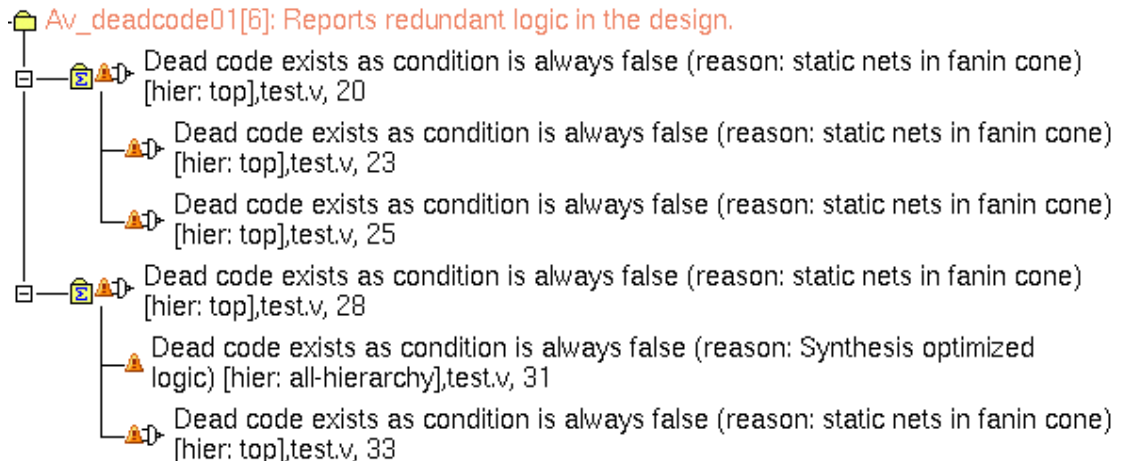 Av_deadcode01[6]: Reports redundant logic in the design.
Dead code exists as condition is always false (reason: static nets in fanin cone)
[hier: top],test.v, 20
Dead code exists as condition is always false (reason: static nets in fanin cone)
[hier: top],test.v, 23
Dead code exists as condition is always false (reason: static nets in fanin cone)
[hier: top],test.v, 25
Dead code exists as condition is always false (reason: static nets in fanin cone)
[hier: top],test.v, 28
Dead code exists as condition is always false (reason: Synthesis optimized
logic) [hier: all-hierarchy],test.v, 31
Dead code exists as condition is always false (reason: static nets in fanin cone)
[hier: top],test.v, 33